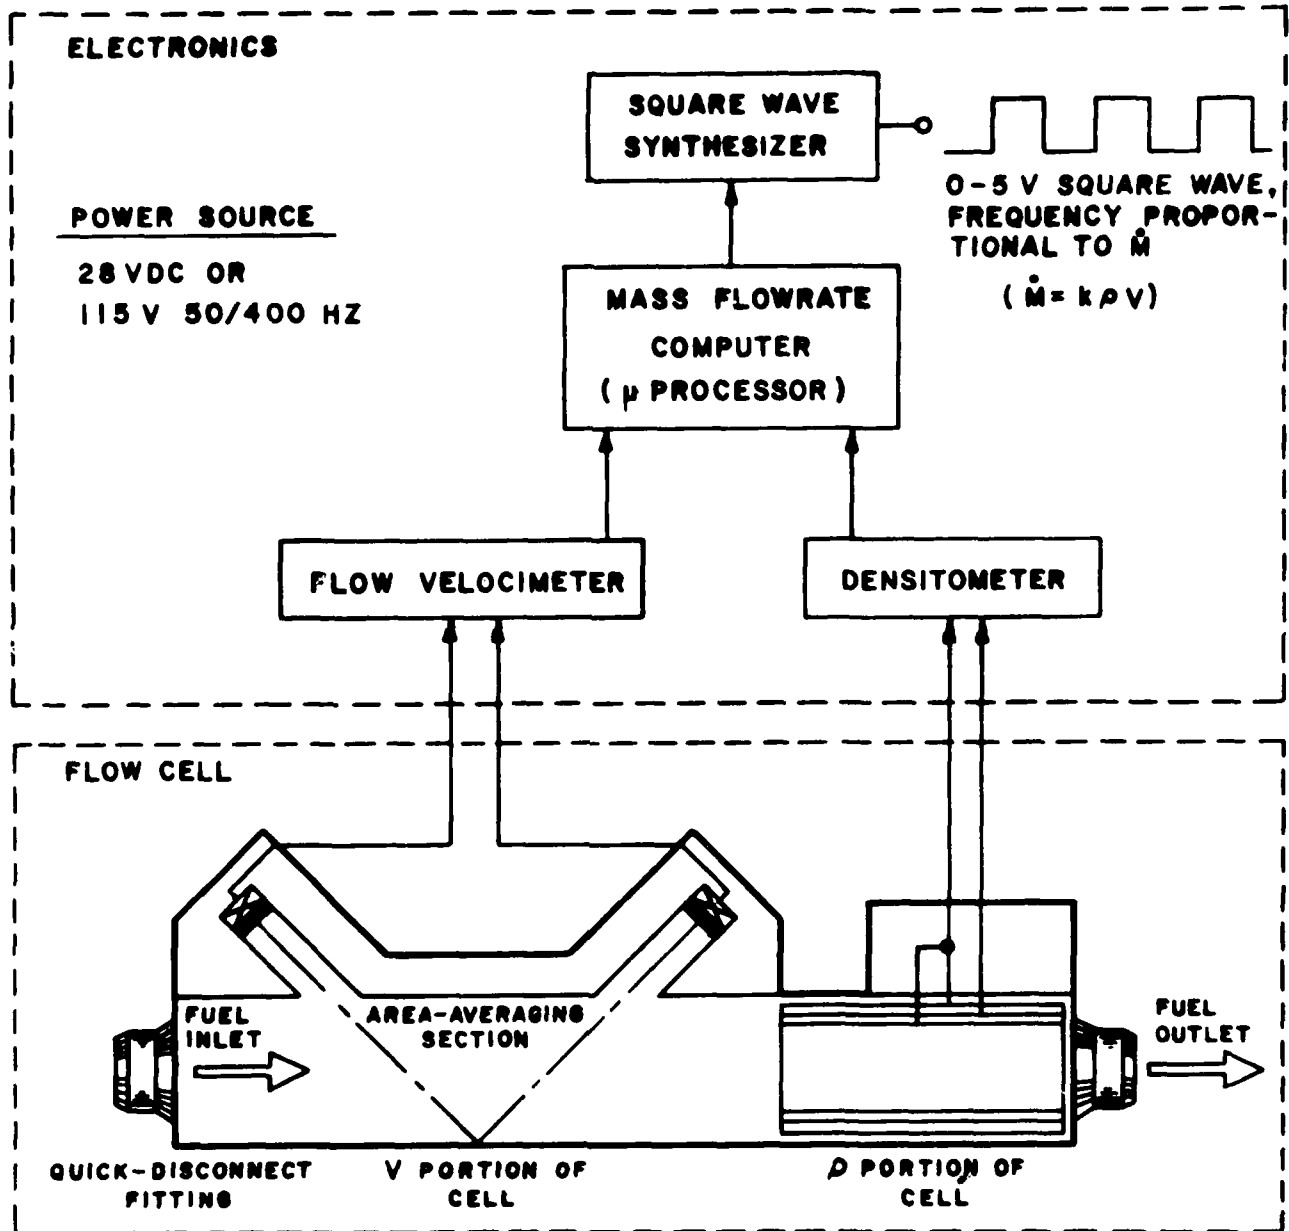 ELECTRONICS
SQUARE WAVE
SYNTHESIZER
0-5 V SQUARE WAVE,
FREQUENCY PROPOR-
TIONAL TO Ṁ
(Ṁ = kρV)
POWER SOURCE
28 VDC OR
115 V 50/400 HZ
MASS FLOWRATE
COMPUTER
(μ PROCESSOR)
FLOW VELOCIMETER
DENSITOMETER
FLOW CELL
FUEL
INLET
AREA-AVERAGING
SECTION
FUEL
OUTLET
QUICK-DISCONNECT
FITTING
V PORTION OF
CELL
ρ PORTION OF
CELL